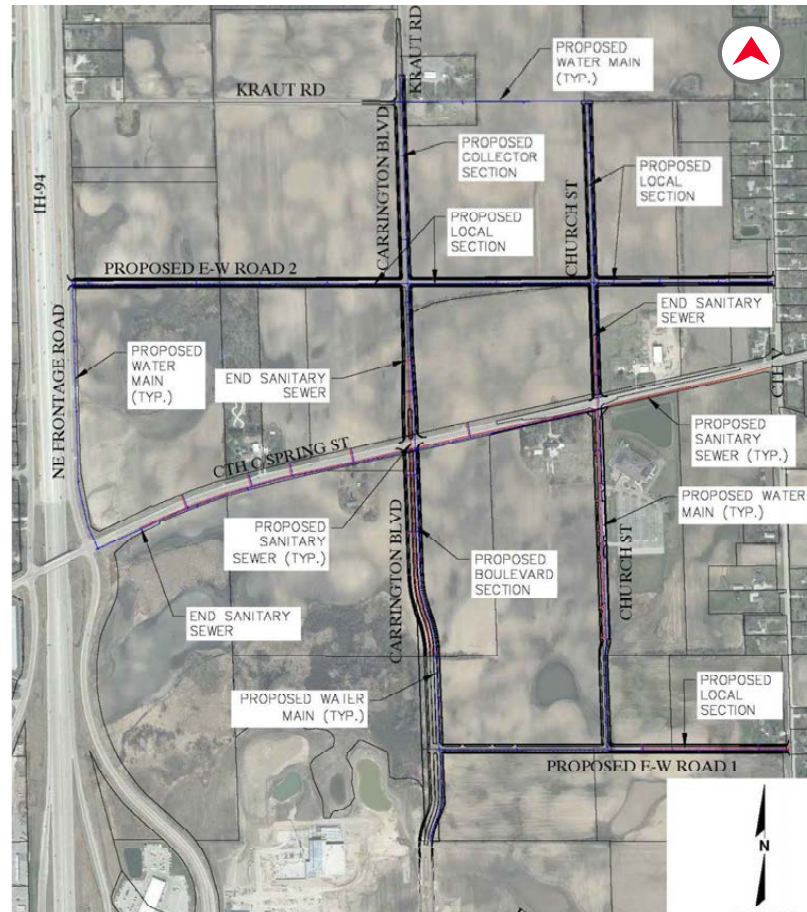 KRAUT RD
PROPOSED
WATER MAIN
(TYP.)
KRAUT RD
IH-94
CARRINGTON BLVD
PROPOSED
COLLECTOR
SECTION
CHURCH ST
PROPOSED
LOCAL
SECTION
PROPOSED
LOCAL
SECTION
PROPOSED E-W ROAD 2
NE FRONTAGE ROAD
END SANITARY
SEWER
PROPOSED
WATER
MAIN
(TYP.)
END SANITARY
SEWER
CTH V
PROPOSED
SANITARY
SEWER (TYP.)
CTH C/SPRING ST
PROPOSED WATER
MAIN (TYP.)
PROPOSED
SANITARY
SEWER (TYP.)
CARRINGTON BLVD
PROPOSED
BOULEVARD
SECTION
CHURCH ST
END SANITARY
SEWER
PROPOSED WATER
MAIN (TYP.)
PROPOSED
LOCAL
SECTION
PROPOSED E-W ROAD 1
N